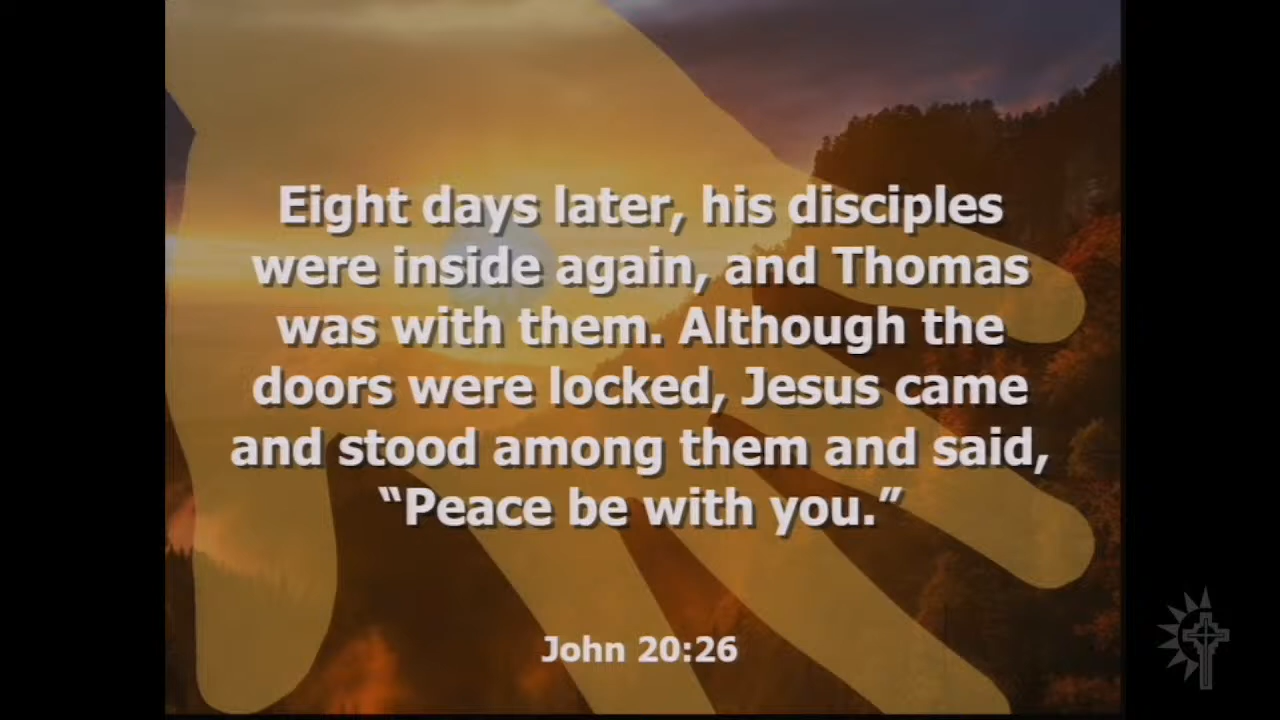 Eight days later, his disciples
were inside again, and Thomas
was with them. Although the
doors were locked, Jesus came
and stood among them and said,
“Peace be with you.”
John 20:26